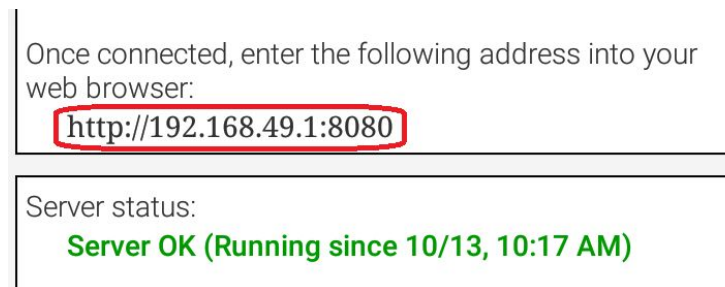 Once connected, enter the following address into your
web browser:
http://192.168.49.1:8080
Server status:
Server OK (Running since 10/13, 10:17 AM)